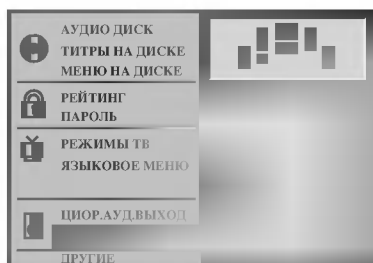 АУДИО ДИСК
ТИТРЫ НА ДИСКЕ
МЕНЮ НА ДИСКЕ
РЕЙТИНГ
ПАРОЛЬ
РЕЖИМЫ ТВ
ЯЗЫКОВОЕ МЕНЮ
ЦИОР.АУД.ВЫХОД
ДРУГИЕ